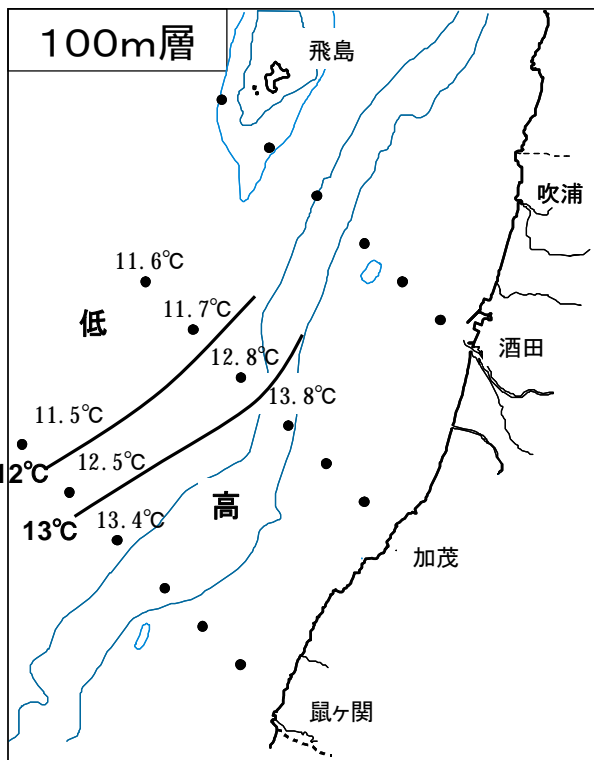 100m層
飛島
吹浦
11.6℃
11.7℃
低
12.8℃
酒田
13.8℃
11.5℃
12℃
12.5℃
高
13℃
13.4℃
加茂
鼠ヶ関